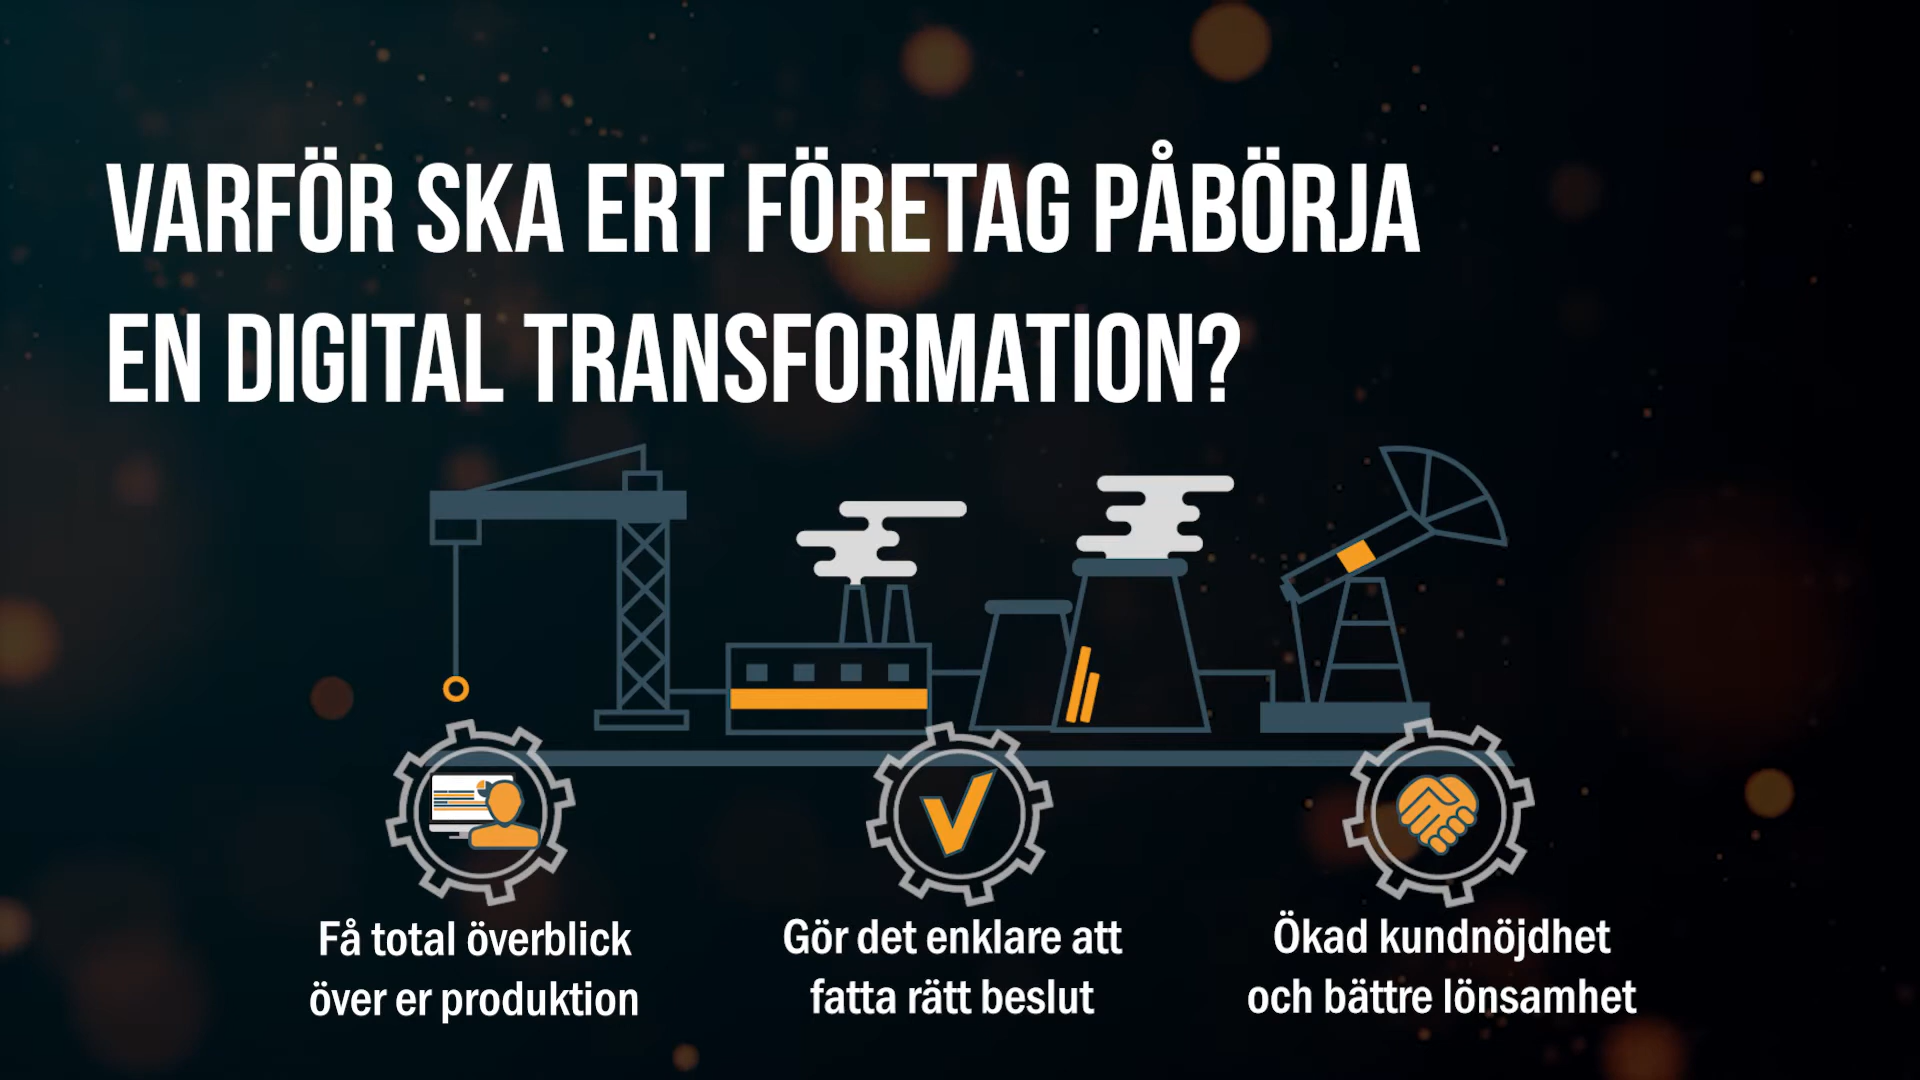 VARFÖR SKA ERT FÖRETAG PÅBÖRJA
EN DIGITAL TRANSFORMATION?
Få total överblick
över er produktion
Gör det enklare att
fatta rätt beslut
Ökad kundnöjdhet
och bättre lönsamhet